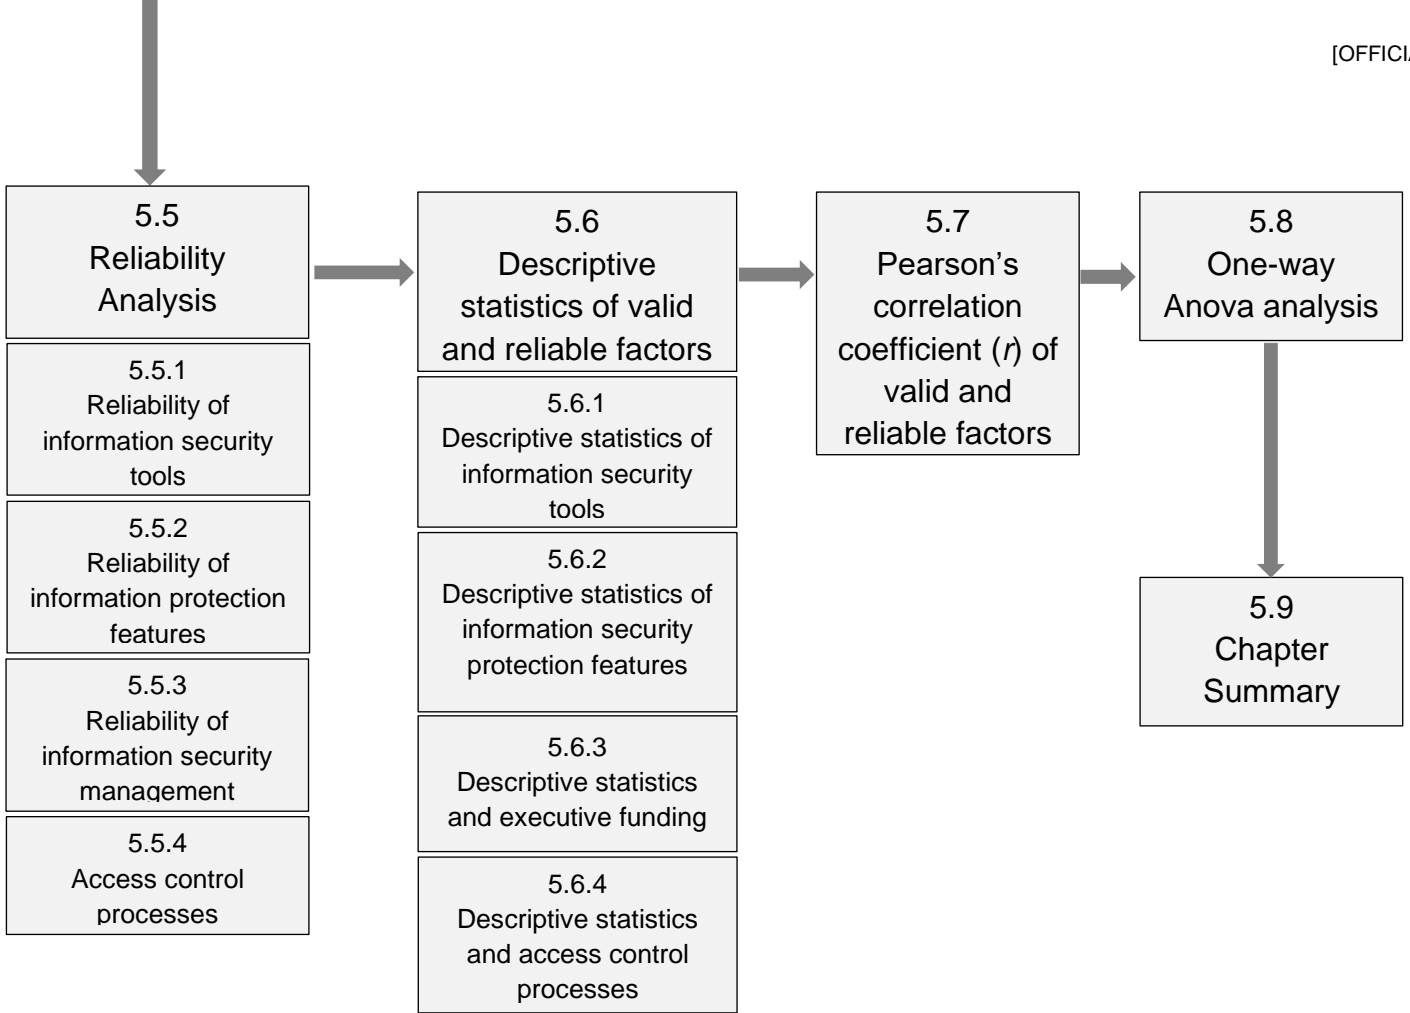 [OFFICIA
5.5
Reliability
Analysis
5.5.1
Reliability of
information security
tools
5.5.2
Reliability of
information protection
features
5.5.3
Reliability of
information security
management
5.5.4
Access control
processes
5.6
Descriptive
statistics of valid
and reliable factors
5.6.1
Descriptive statistics of
information security
tools
5.6.2
Descriptive statistics of
information security
protection features
5.6.3
Descriptive statistics
and executive funding
5.6.4
Descriptive statistics
and access control
processes
5.7
Pearson’s
correlation
coefficient (r) of
valid and
reliable factors
5.8
One-way
Anova analysis
5.9
Chapter
Summary